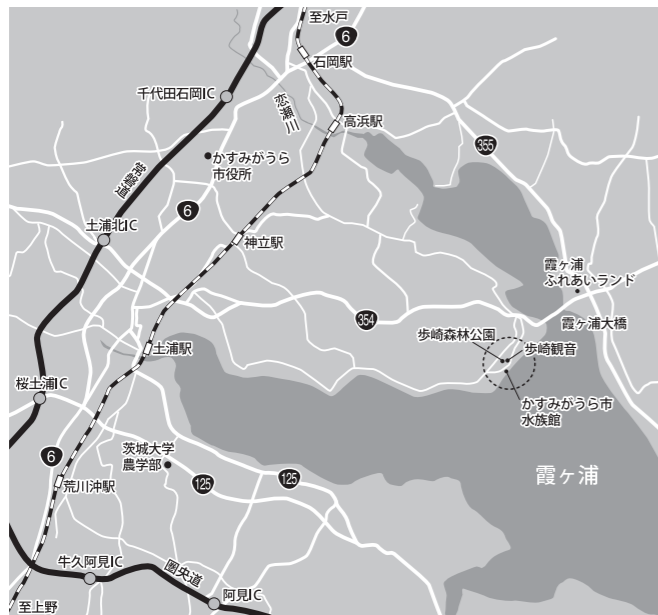 至水戸
6
石岡駅
千代田石岡IC
恋瀬川
高浜駅
355
かすみがうら
市役所
常磐道
6
土浦北IC
神立駅
霞ヶ浦
ふれあいランド
354
霞ヶ浦大橋
歩崎森林公園
歩崎観音
土浦駅
桜土浦IC
かすみがうら市
水族館
6
茨城大学
農学部
125
125
霞ヶ浦
荒川沖駅
牛久阿見IC
圏央道
阿見IC
至上野